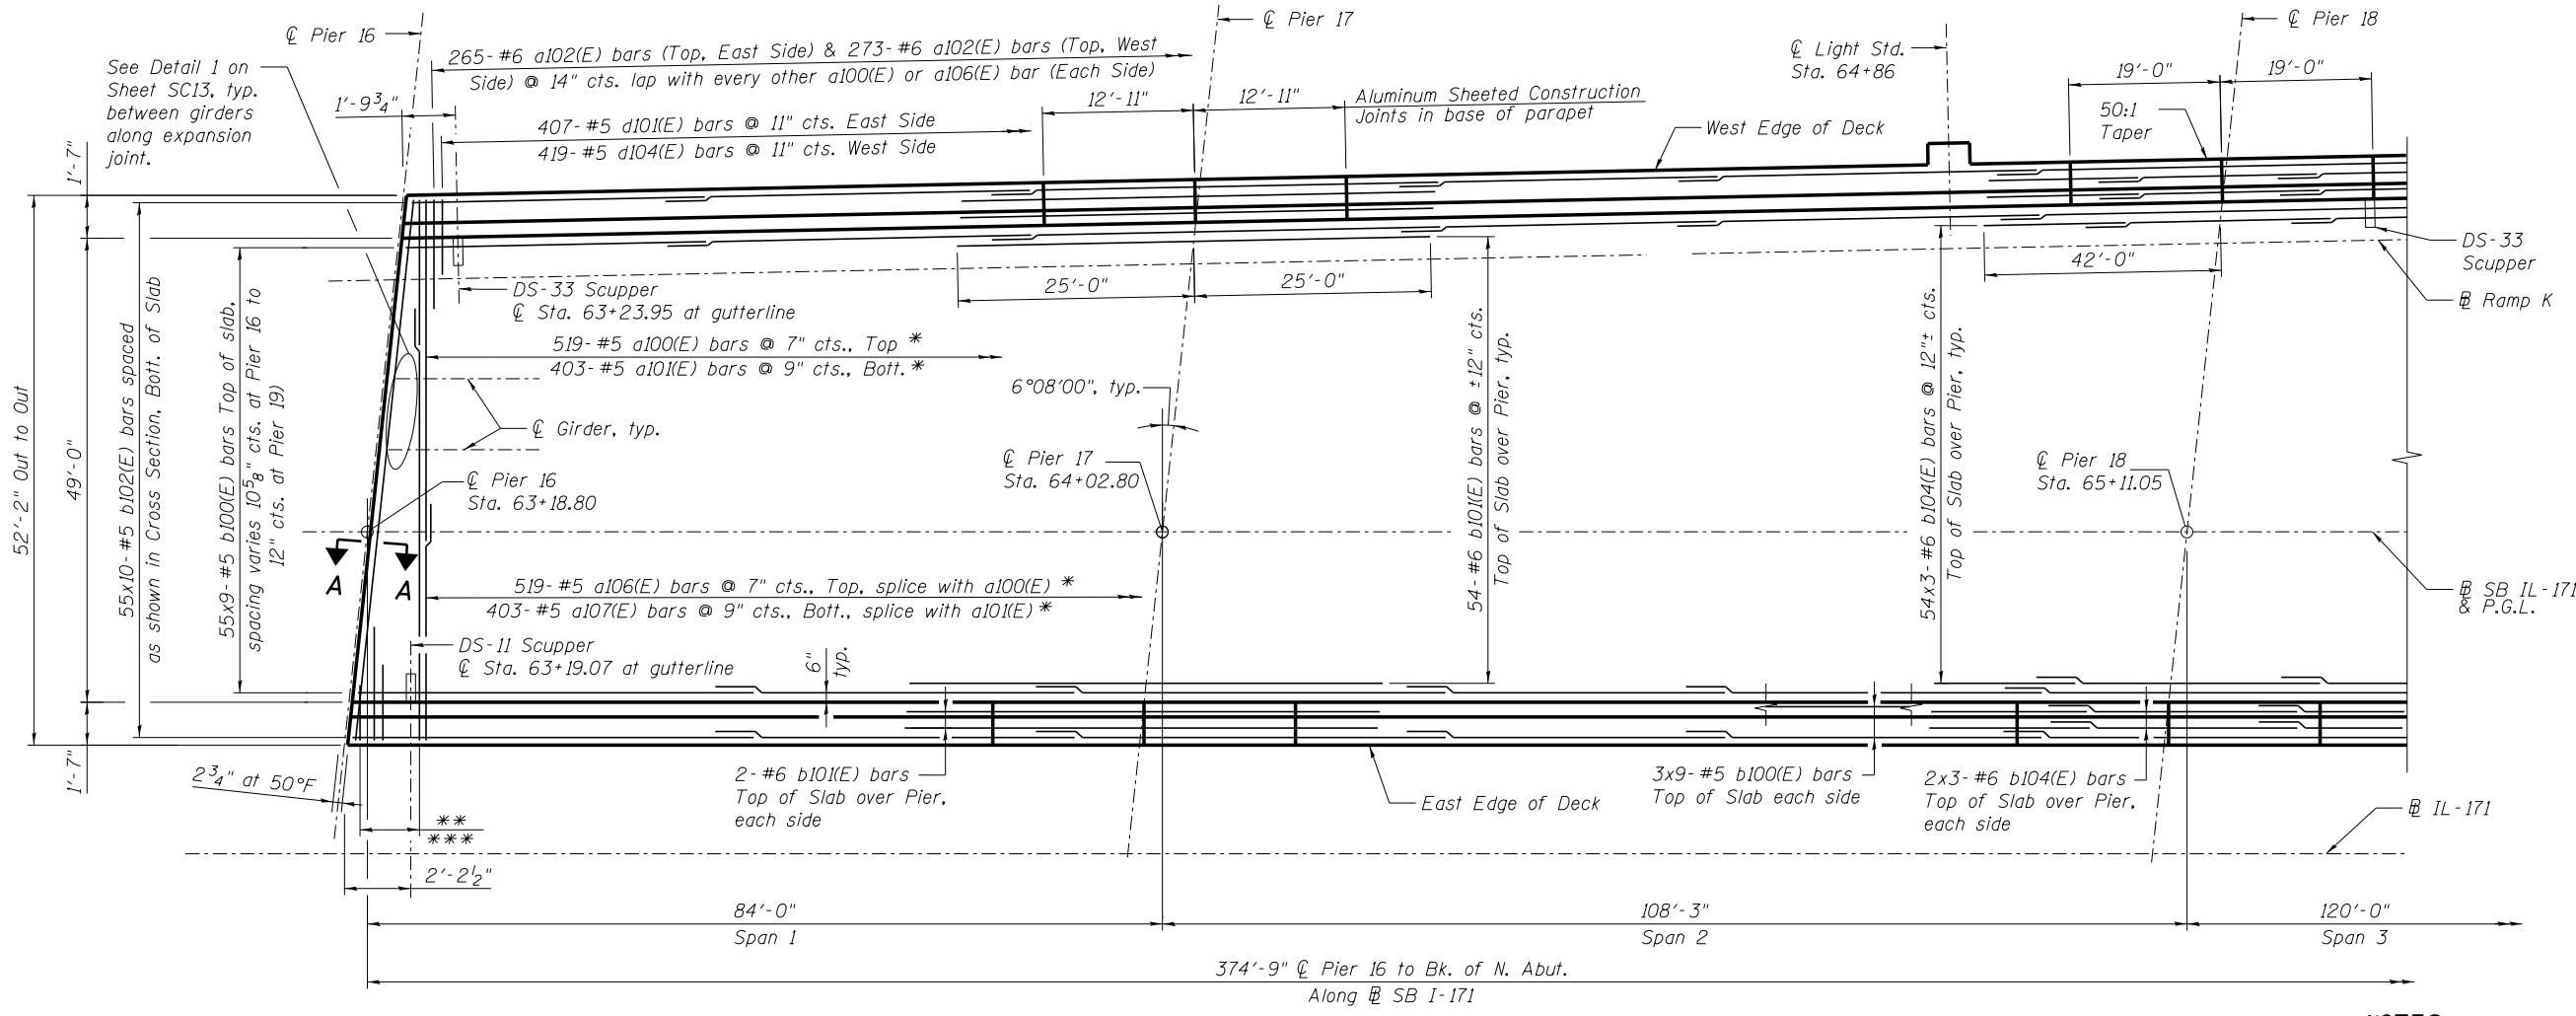 ℄ Pier 16
℄ Pier 17
℄ Pier 18
See Detail 1 on
Sheet SC13, typ.
between girders
along expansion
joint.
265-#6 a102(E) bars (Top, East Side) & 273-#6 a102(E) bars (Top, West
Side) @ 14" cts. lap with every other a100(E) or a106(E) bar (Each Side)
℄ Light Std.
Sta. 64+86
19'-0"
19'-0"
1'-9¾"
12'-11"
12'-11"
Aluminum Sheeted Construction
Joints in base of parapet
50:1
Taper
407-#5 d101(E) bars @ 11" cts. East Side
419-#5 d104(E) bars @ 11" cts. West Side
West Edge of Deck
1'-7"
52'-2" Out to Out
49'-0"
1'-7"
55x10-#5 b102(E) bars spaced
as shown in Cross Section, Bott. of Slab
55x9-#5 b100(E) bars Top of slab,
spacing varies 10⅝" cts. at Pier 16 to
12" cts. at Pier 19)
DS-33 Scupper
℄ Sta. 63+23.95 at gutterline
25'-0"
25'-0"
42'-0"
DS-33
Scupper
℄ Ramp K
519-#5 a100(E) bars @ 7" cts., Top *
403-#5 a101(E) bars @ 9" cts., Bott.*
6°08'00", typ.
℄ Girder, typ.
54-#6 b101(E) bars @ ±12" cts.
Top of Slab over Pier, typ.
54x3-#6 b104(E) bars @ 12"± cts.
Top of Slab over Pier, typ.
℄ Pier 16
Sta. 63+18.80
℄ Pier 17
Sta. 64+02.80
℄ Pier 18
Sta. 65+11.05
A
A
519-#5 a106(E) bars @ 7" cts., Top, splice with a100(E) *
403-#5 a107(E) bars @ 9" cts., Bott., splice with a101(E)*
℄ SB IL-171
& P.G.L.
DS-11 Scupper
℄ Sta. 63+19.07 at gutterline
6"
typ.
2¾" at 50°F
2-#6 b101(E) bars
Top of Slab over Pier,
each side
East Edge of Deck
3x9-#5 b100(E) bars
Top of Slab each side
2x3-#6 b104(E) bars
Top of Slab over Pier,
each side
℄ IL-171
**
***
2'-2½"
84'-0"
Span 1
108'-3"
Span 2
120'-0"
Span 3
374'-9" ℄ Pier 16 to Bk. of N. Abut.
Along ℄ SB I-171